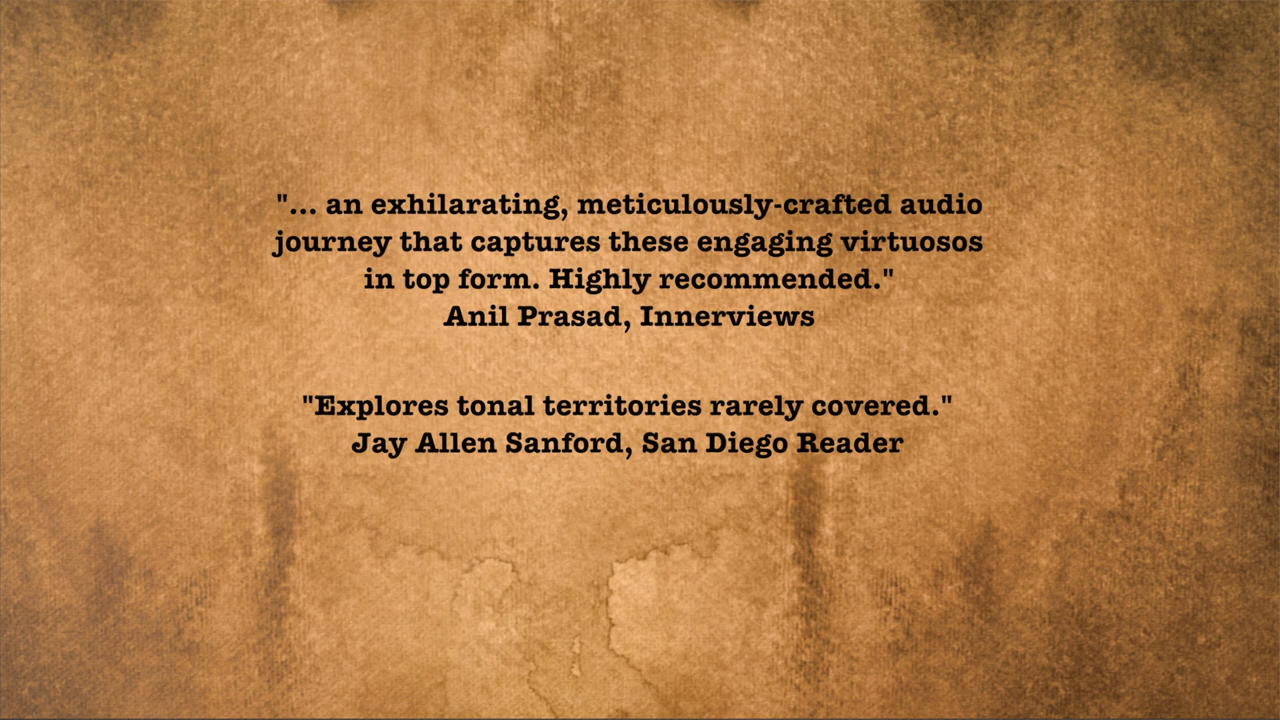 "... an exhilarating, meticulously-crafted audio
journey that captures these engaging virtuosos
in top form. Highly recommended."
Anil Prasad, Innerviews
"Explores tonal territories rarely covered."
Jay Allen Sanford, San Diego Reader